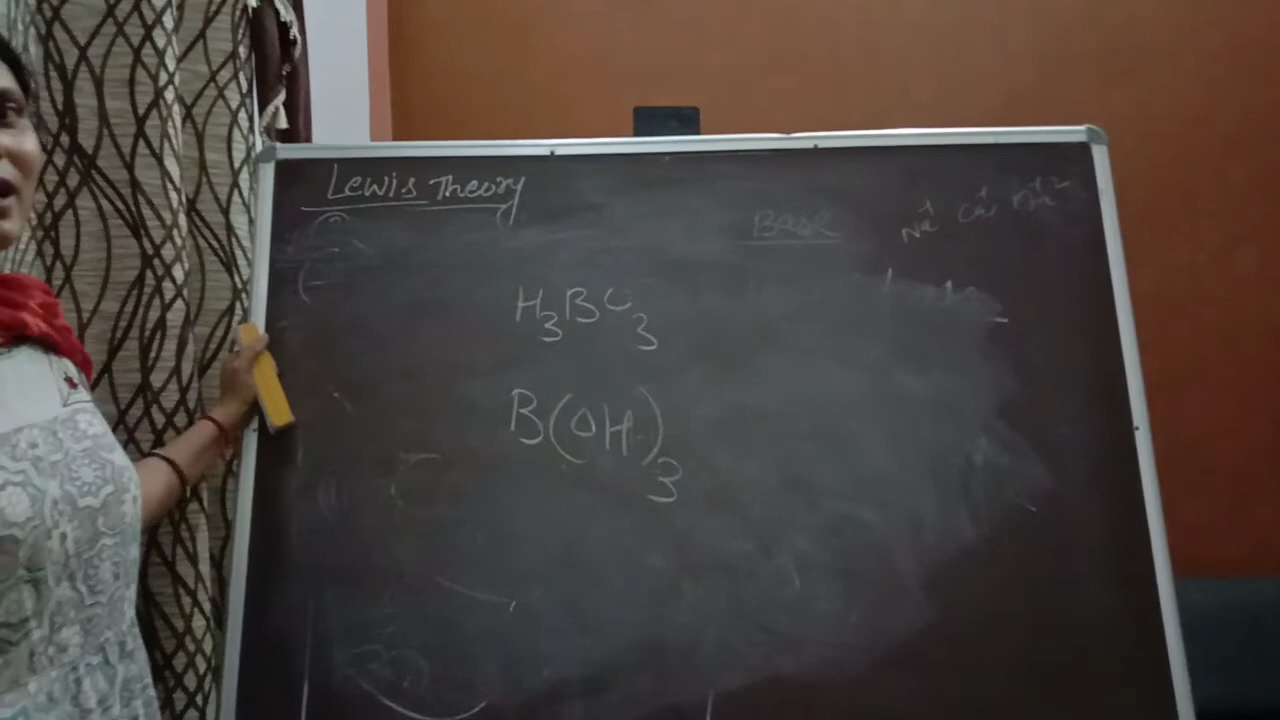 Lewis Theory
Base
H₃BO₃
B(OH)₃